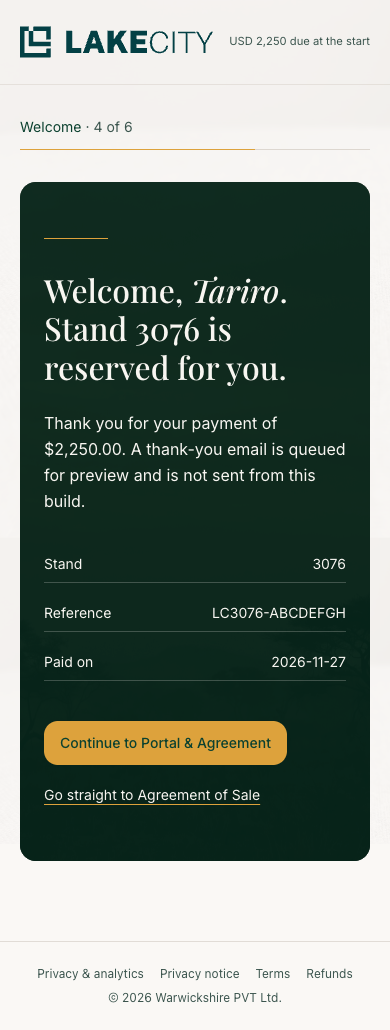 LAKECITY
USD 2,250 due at the start
Welcome · 4 of 6
Welcome, Tariro.
Stand 3076 is
reserved for you.
Thank you for your payment of
$2,250.00. A thank-you email is queued
for preview and is not sent from this
build.
Stand 3076
Reference LC3076-ABCDEFGH
Paid on 2026-11-27
Continue to Portal & Agreement
Go straight to Agreement of Sale
Privacy & analytics Privacy notice Terms Refunds
© 2026 Warwickshire PVT Ltd.